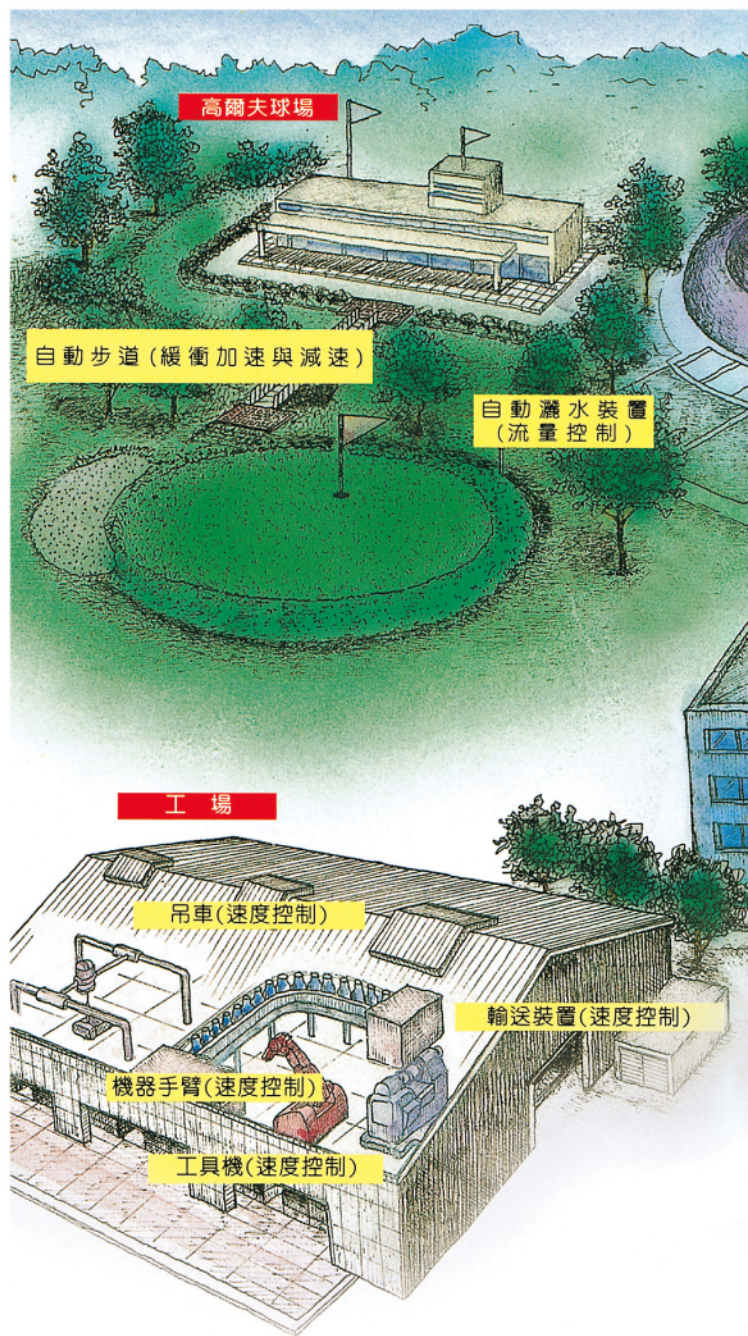 高爾夫球場
自動步道(緩衝加速與減速)
自動灑水裝置
(流量控制)
工場
吊車(速度控制)
輸送裝置(速度控制)
機器手臂(速度控制)
工具機(速度控制)